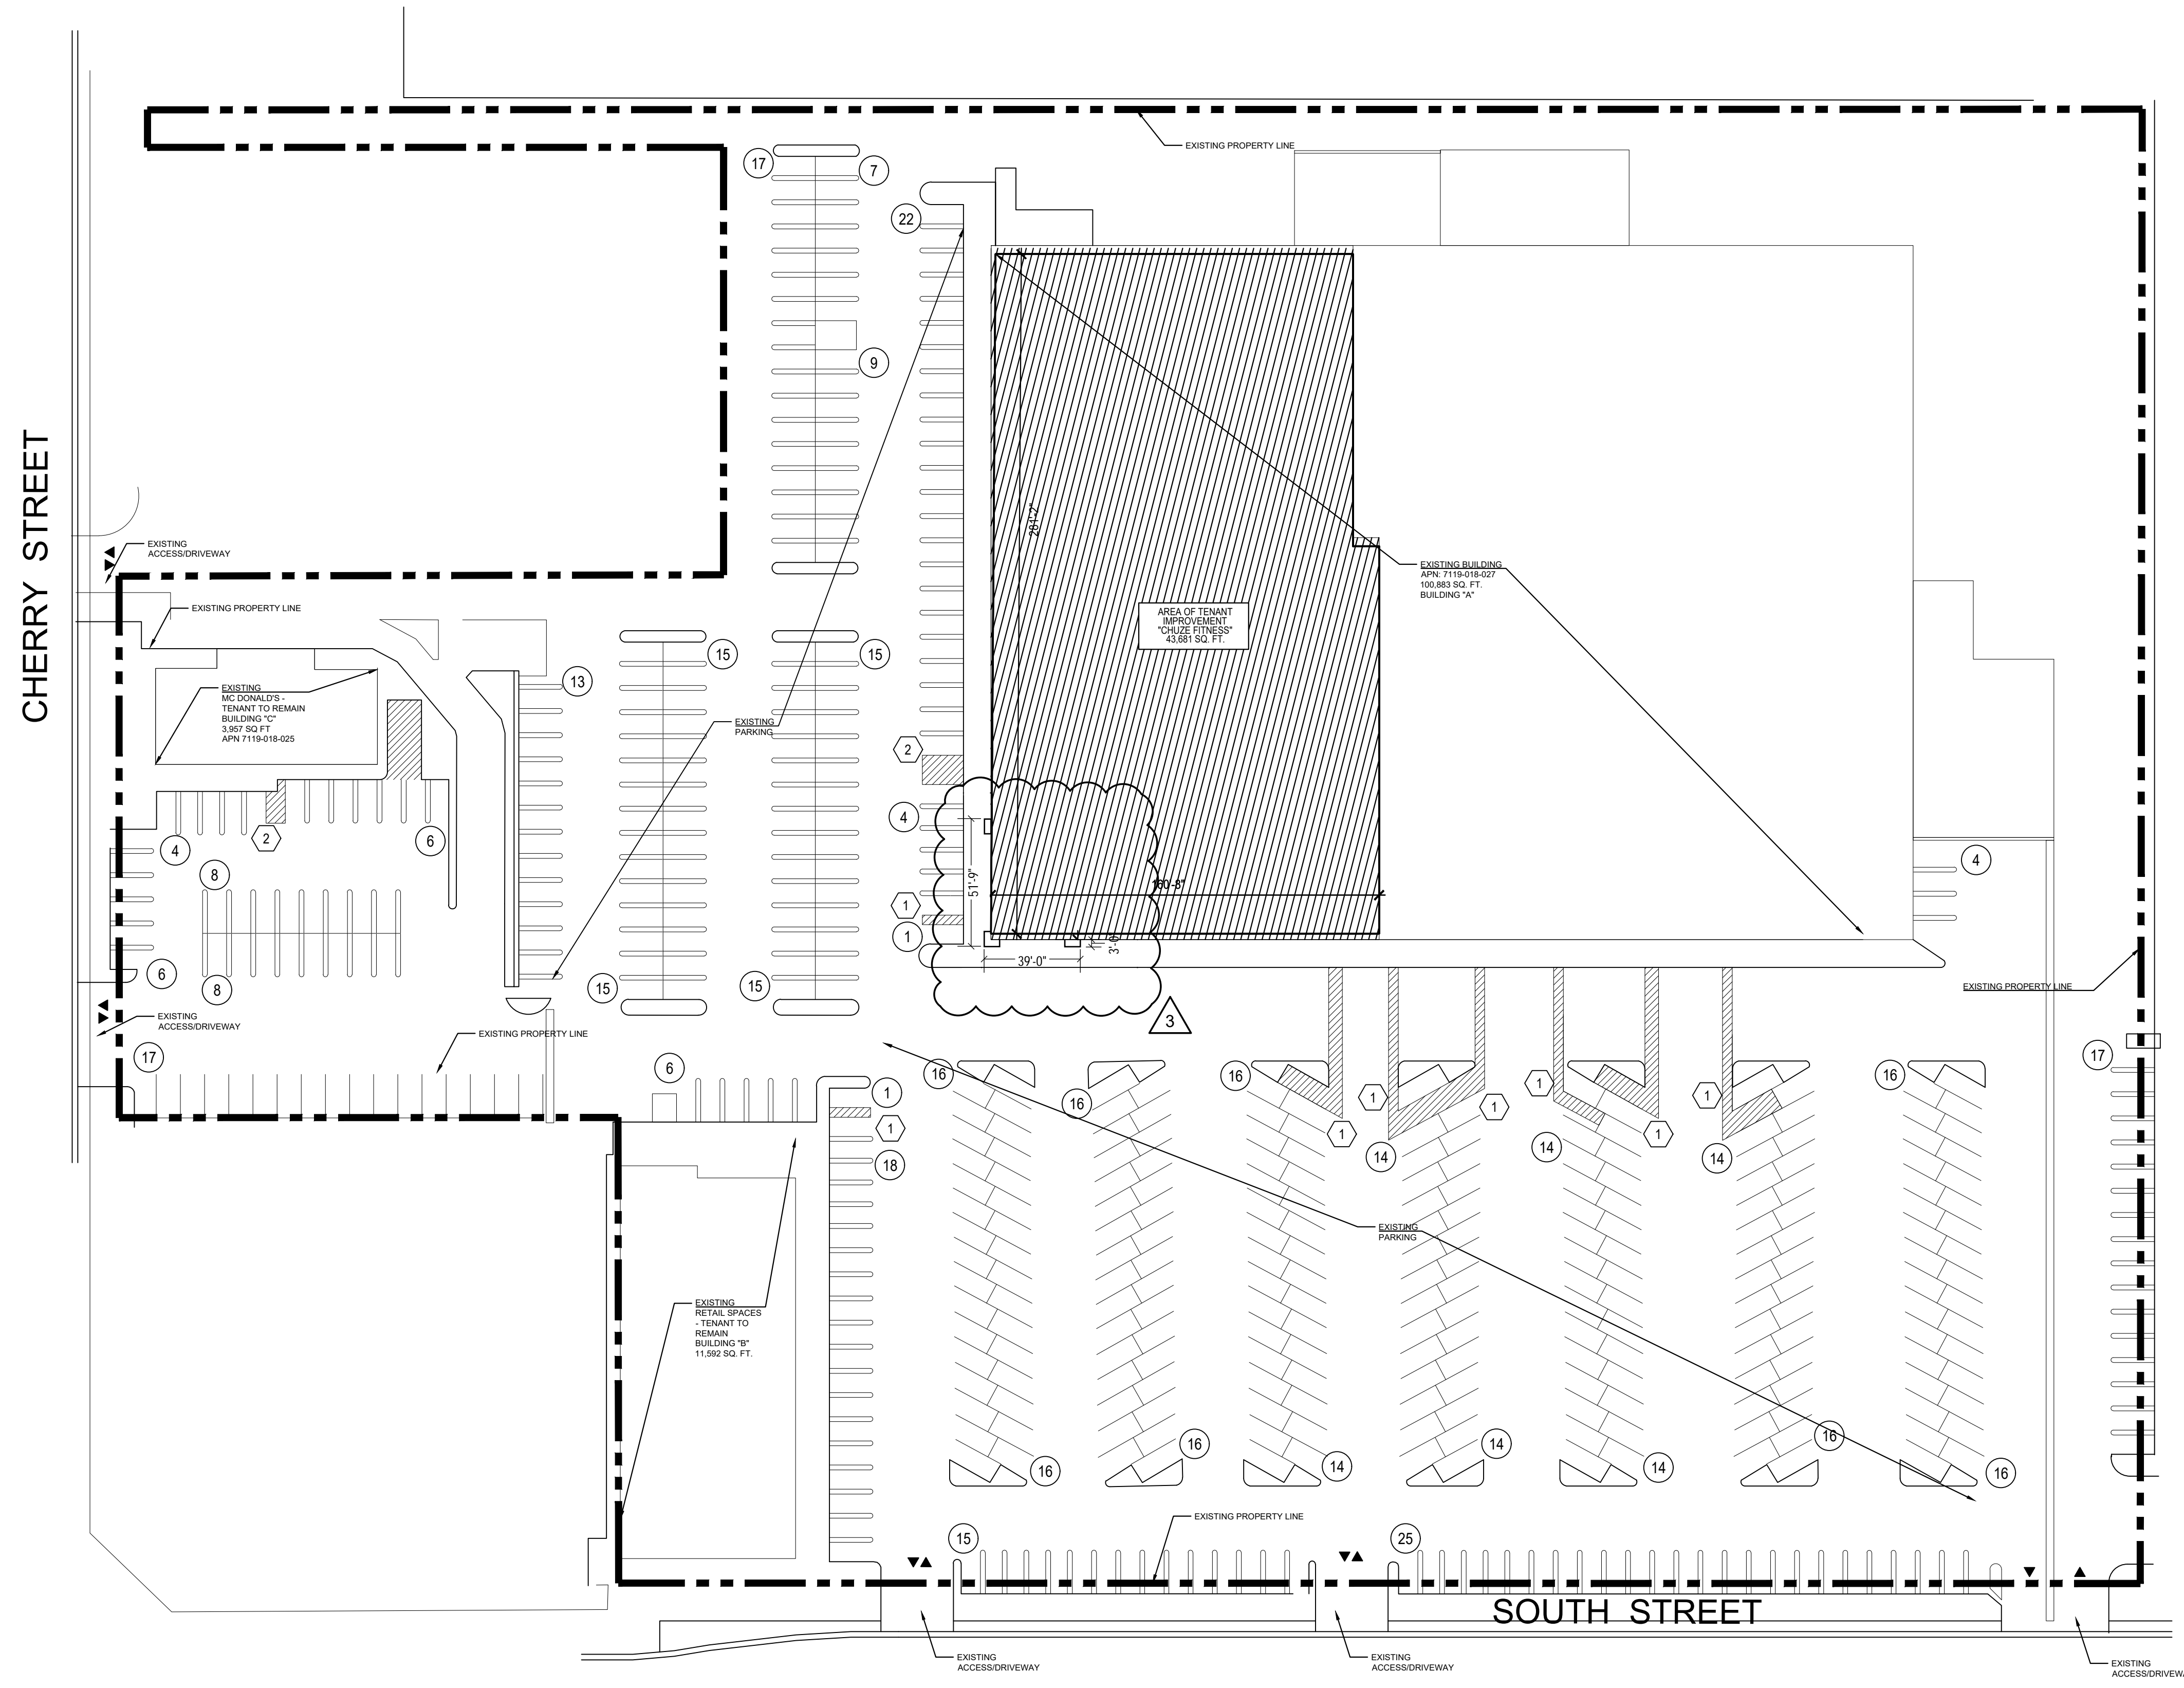 EXISTING PROPERTY LINE
17
7
22
9
281'-2"
CHERRY STREET
EXISTING
ACCESS/DRIVEWAY
EXISTING BUILDING
APN: 7119-018-027
100,883 SQ. FT.
BUILDING "A"
AREA OF TENANT
IMPROVEMENT
"CHUZE FITNESS"
43,681 SQ. FT.
EXISTING PROPERTY LINE
15
15
13
EXISTING
MC DONALD'S -
TENANT TO REMAIN
BUILDING "C"
3,957 SQ FT
APN 7119-018-025
EXISTING
PARKING
2
4
2
6
8
4
51'-9"
160'-8"
4
1
1
39'-0"
3'-0"
6
8
15
15
EXISTING PROPERTY LINE
EXISTING
ACCESS/DRIVEWAY
EXISTING PROPERTY LINE
3
17
6
1
1
18
16
16
16
1
1
14
1
1
14
1
1
14
16
17
EXISTING
PARKING
EXISTING
RETAIL SPACES
- TENANT TO
REMAIN
BUILDING "B"
11,592 SQ. FT.
16
16
14
14
14
16
16
15
EXISTING PROPERTY LINE
25
SOUTH STREET
EXISTING
ACCESS/DRIVEWAY
EXISTING
ACCESS/DRIVEWAY
EXISTING
ACCESS/DRIVEWA